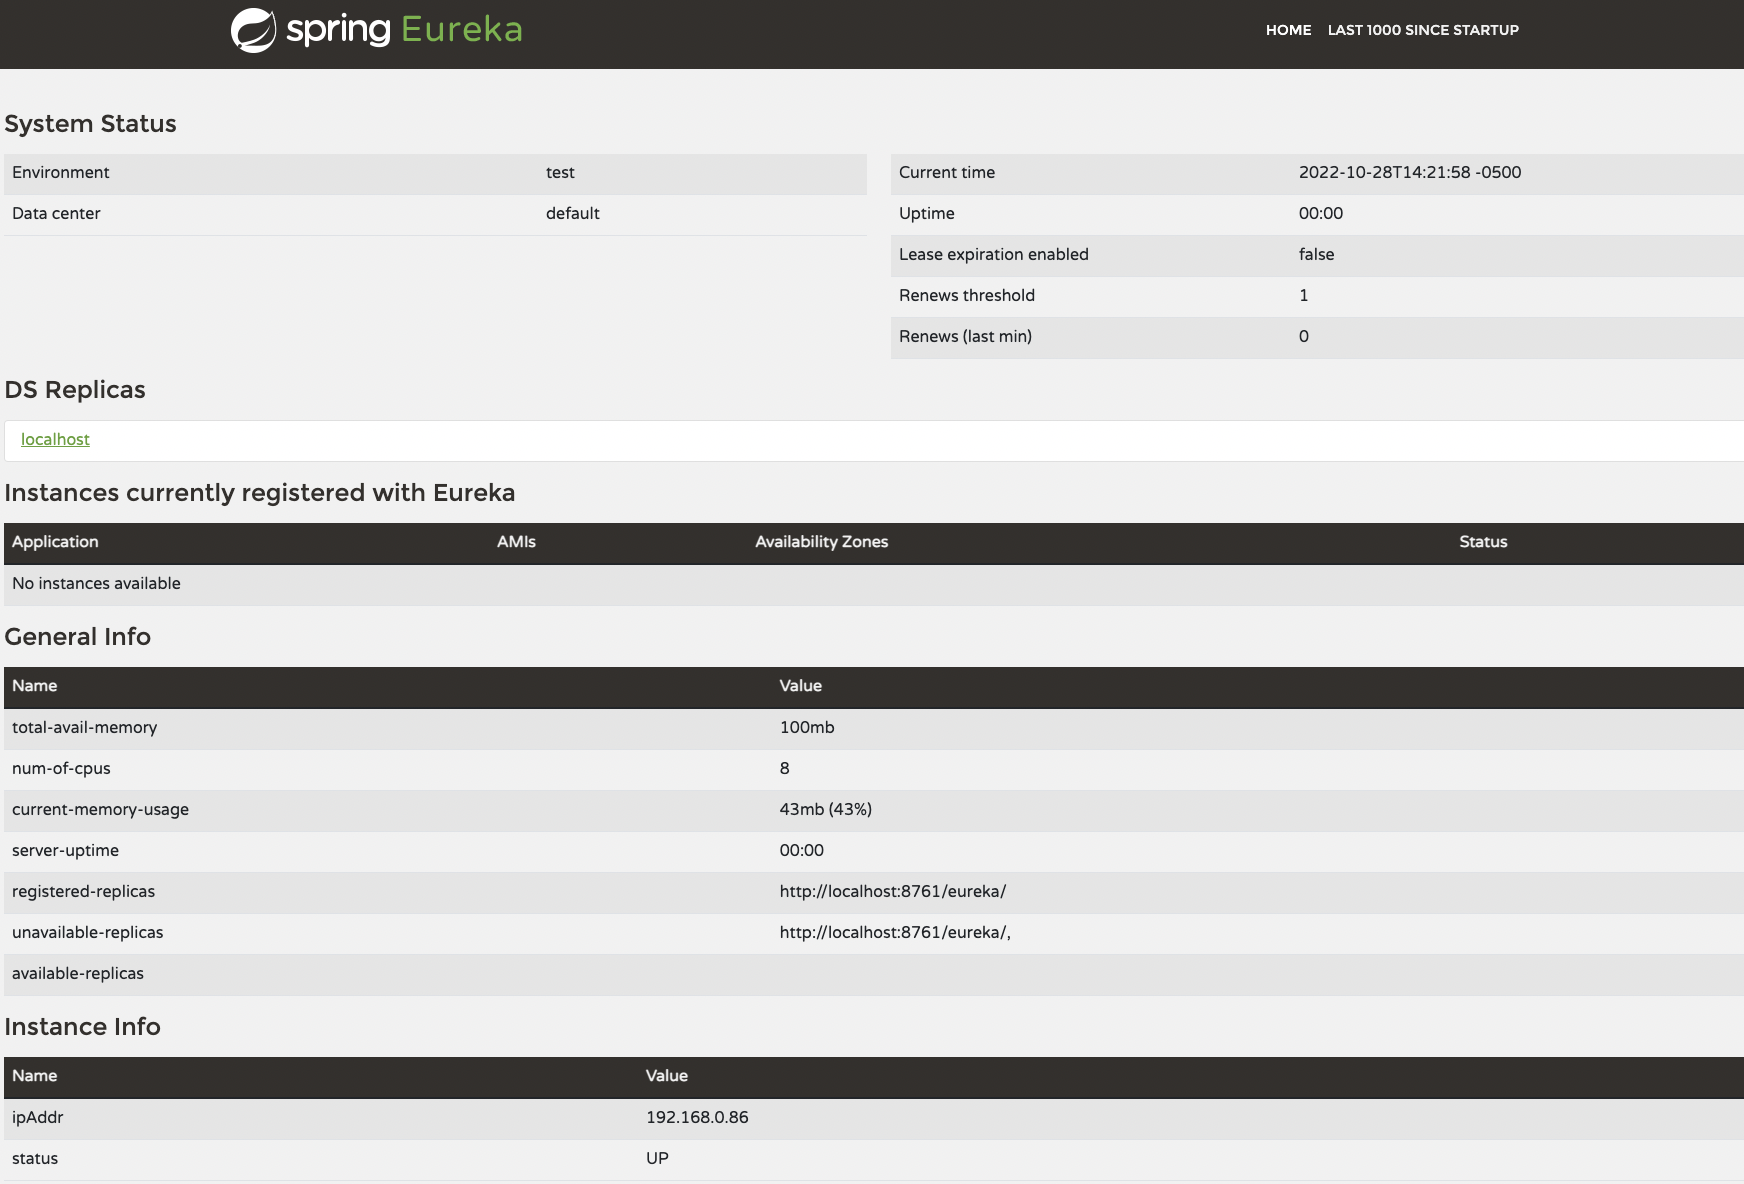 spring Eureka
HOME LAST 1000 SINCE STARTUP
System Status
Environment test
Data center default
Current time 2022-10-28T14:21:58 -0500
Uptime 00:00
Lease expiration enabled false
Renews threshold 1
Renews (last min) 0
DS Replicas
localhost
Instances currently registered with Eureka
Application AMIs Availability Zones Status
No instances available
General Info
Name Value
total-avail-memory 100mb
num-of-cpus 8
current-memory-usage 43mb (43%)
server-uptime 00:00
registered-replicas http://localhost:8761/eureka/
unavailable-replicas http://localhost:8761/eureka/,
available-replicas
Instance Info
Name Value
ipAddr 192.168.0.86
status UP